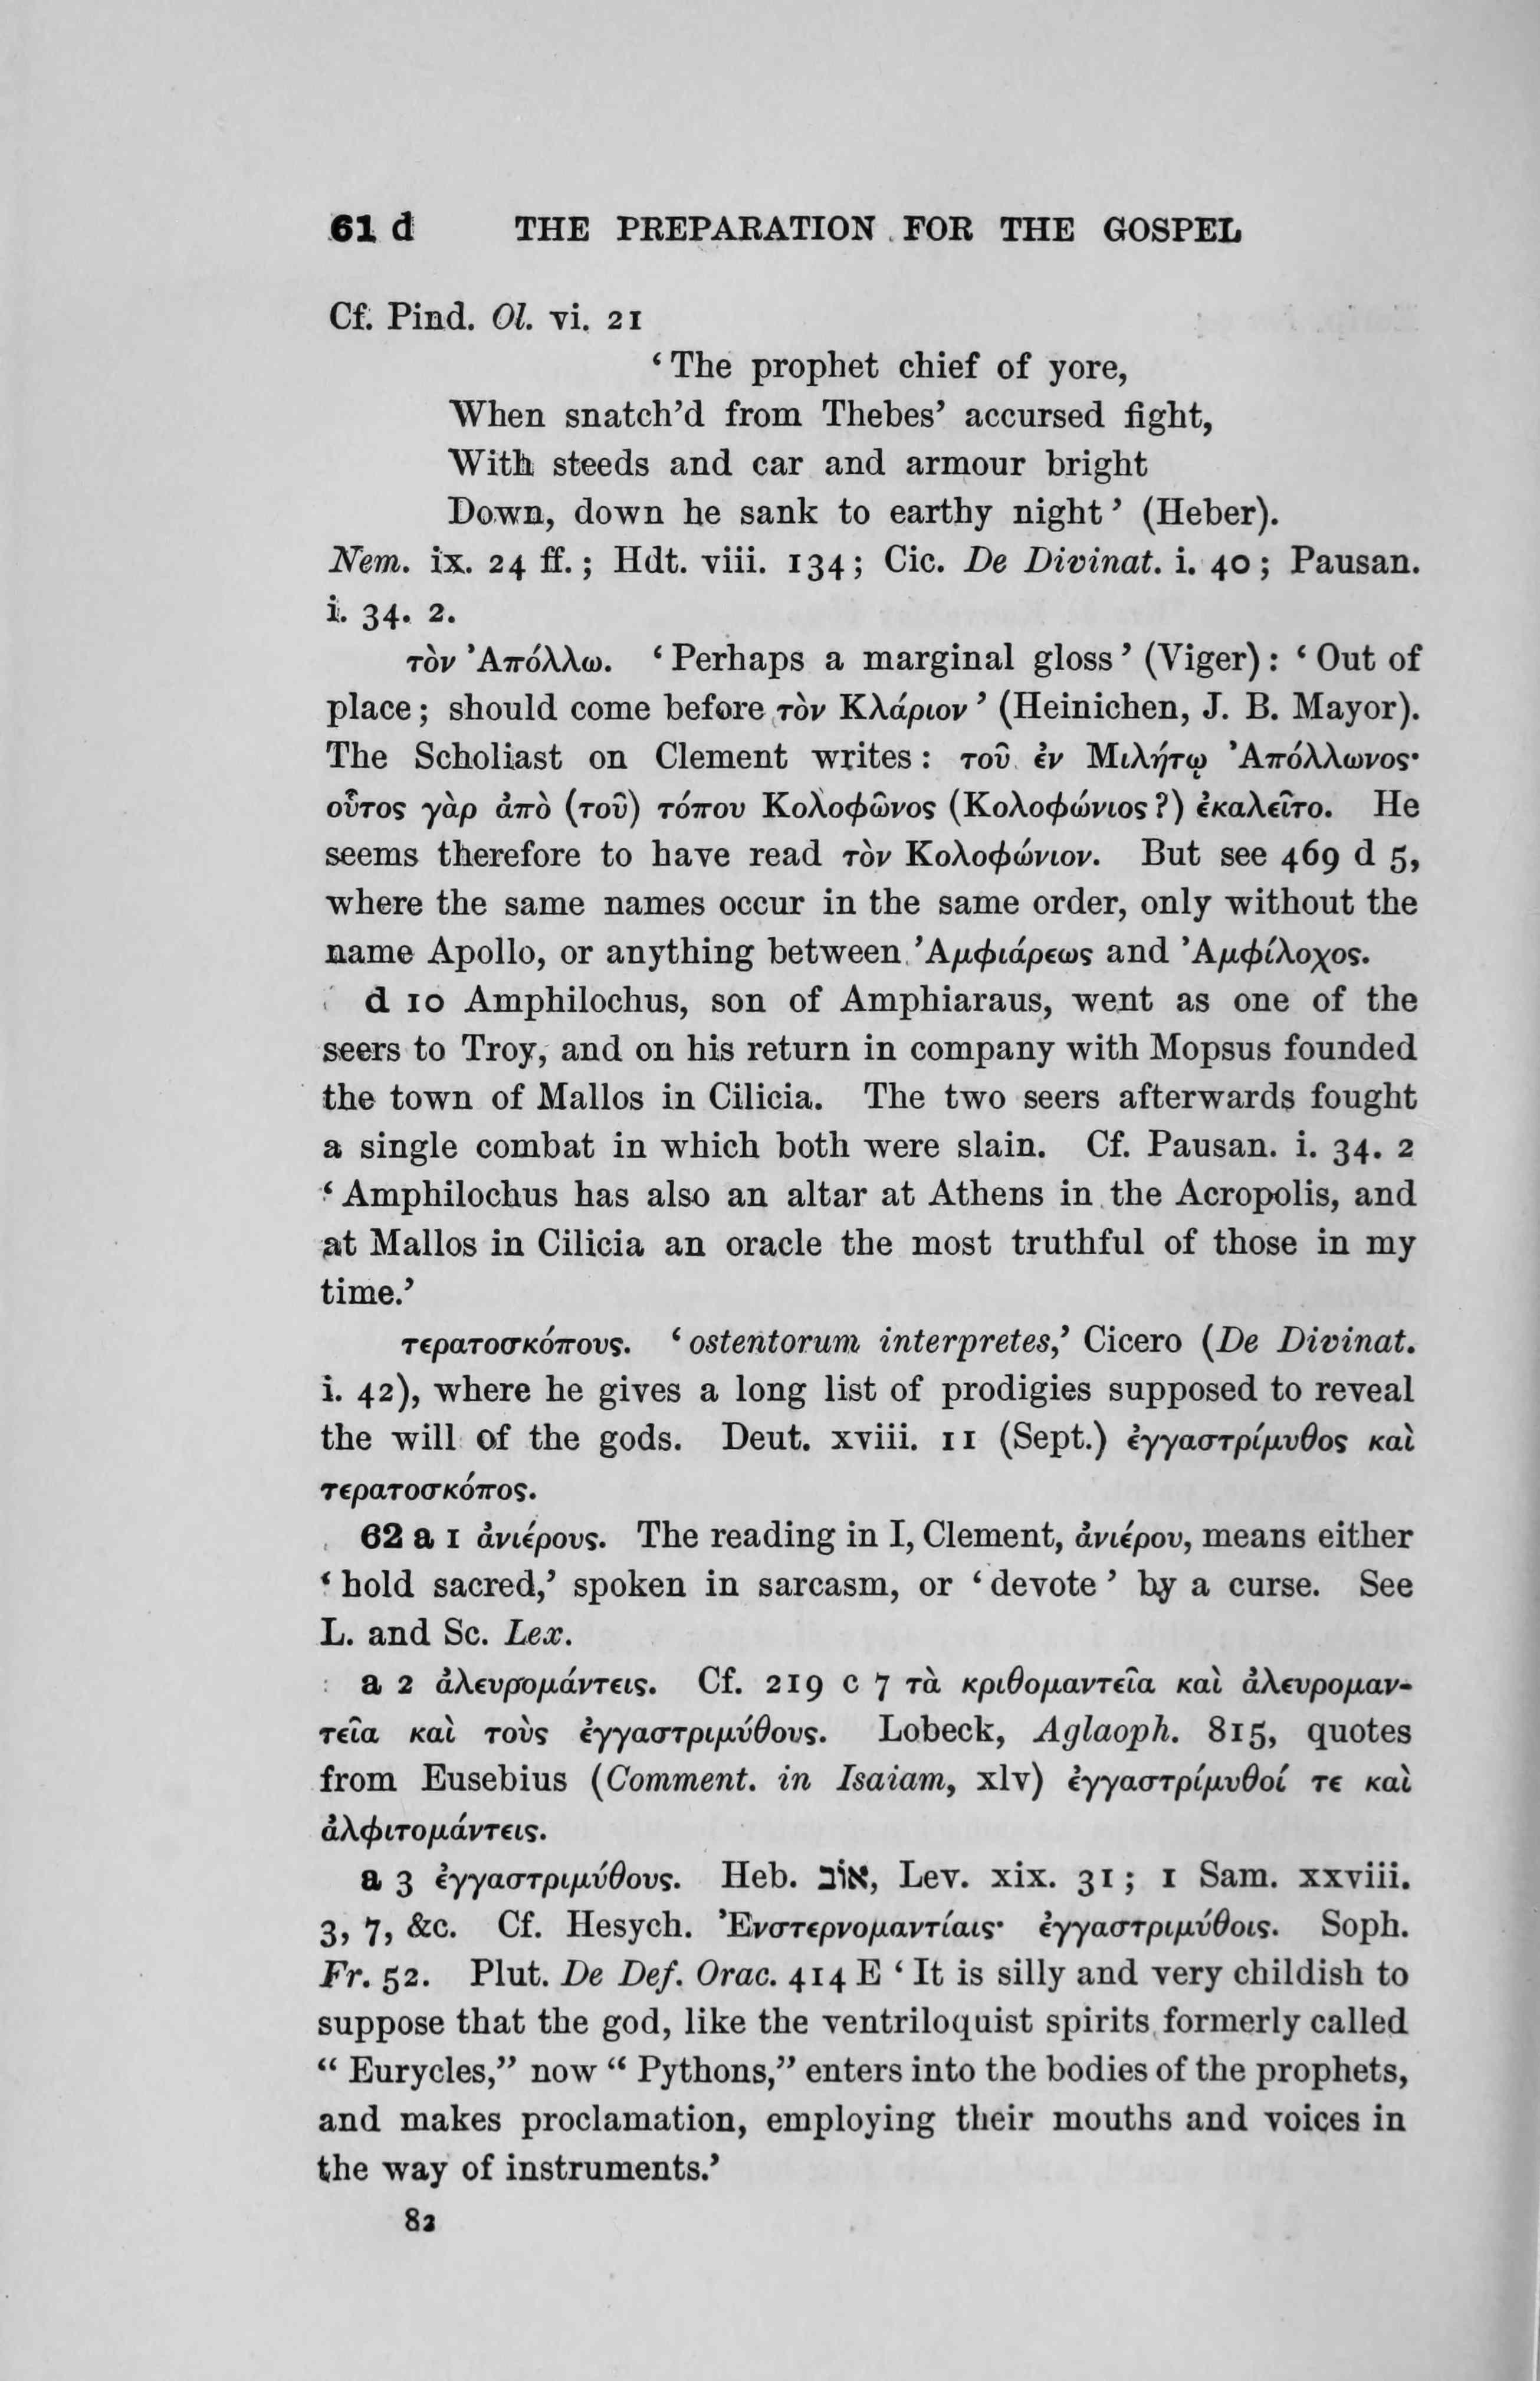 61 d THE PREPARATION FOR THE GOSPEL
Cf. Pind. Ol. vi. 21
‘The prophet chief of yore,
When snatch’d from Thebes’ accursed fight,
With steeds and car and armour bright
Down, down he sank to earthy night’ (Heber).
Nem. ix. 24 ff.; Hdt. viii. 134; Cic. De Divinat. i. 40; Pausan.
i. 34. 2.
τὸν Ἀπόλλω. ‘Perhaps a marginal gloss’ (Viger): ‘Out of
place; should come before τὸν Κλάριον’ (Heinichen, J. B. Mayor).
The Scholiast on Clement writes: τοῦ ἐν Μιλήτῳ Ἀπόλλωνος·
οὗτος γὰρ ἀπὸ (τοῦ) τόπου Κολοφῶνος (Κολοφώνιος?) ἐκαλεῖτο. He
seems therefore to have read τὸν Κολοφώνιον. But see 469 d 5,
where the same names occur in the same order, only without the
name Apollo, or anything between Ἀμφιάρεως and Ἀμφίλοχος.
d 10 Amphilochus, son of Amphiaraus, went as one of the
seers to Troy, and on his return in company with Mopsus founded
the town of Mallos in Cilicia. The two seers afterwards fought
a single combat in which both were slain. Cf. Pausan. i. 34. 2
‘Amphilochus has also an altar at Athens in the Acropolis, and
at Mallos in Cilicia an oracle the most truthful of those in my
time.’
τερατοσκόπους. ‘ostentorum interpretes,’ Cicero (De Divinat.
i. 42), where he gives a long list of prodigies supposed to reveal
the will of the gods. Deut. xviii. 11 (Sept.) ἐγγαστρίμυθος καὶ
τερατοσκόπος.
62 a 1 ἀνιέρους. The reading in I, Clement, ἀνιέρου, means either
‘hold sacred,’ spoken in sarcasm, or ‘devote’ by a curse. See
L. and Sc. Lex.
a 2 ἀλευρομάντεις. Cf. 219 c 7 τὰ κριθομαντεῖα καὶ ἀλευρομαν-
τεῖα καὶ τοὺς ἐγγαστριμύθους. Lobeck, Aglaoph. 815, quotes
from Eusebius (Comment. in Isaiam, xlv) ἐγγαστρίμυθοί τε καὶ
ἀλφιτομάντεις.
a 3 ἐγγαστριμύθους. Heb. אוֹב, Lev. xix. 31; 1 Sam. xxviii.
3, 7, &c. Cf. Hesych. Ἐνστερνομαντίαις· ἐγγαστριμύθοις. Soph.
Fr. 52. Plut. De Def. Orac. 414 E ‘It is silly and very childish to
suppose that the god, like the ventriloquist spirits formerly called
“Eurycles,” now “Pythons,” enters into the bodies of the prophets,
and makes proclamation, employing their mouths and voices in
the way of instruments.’
82